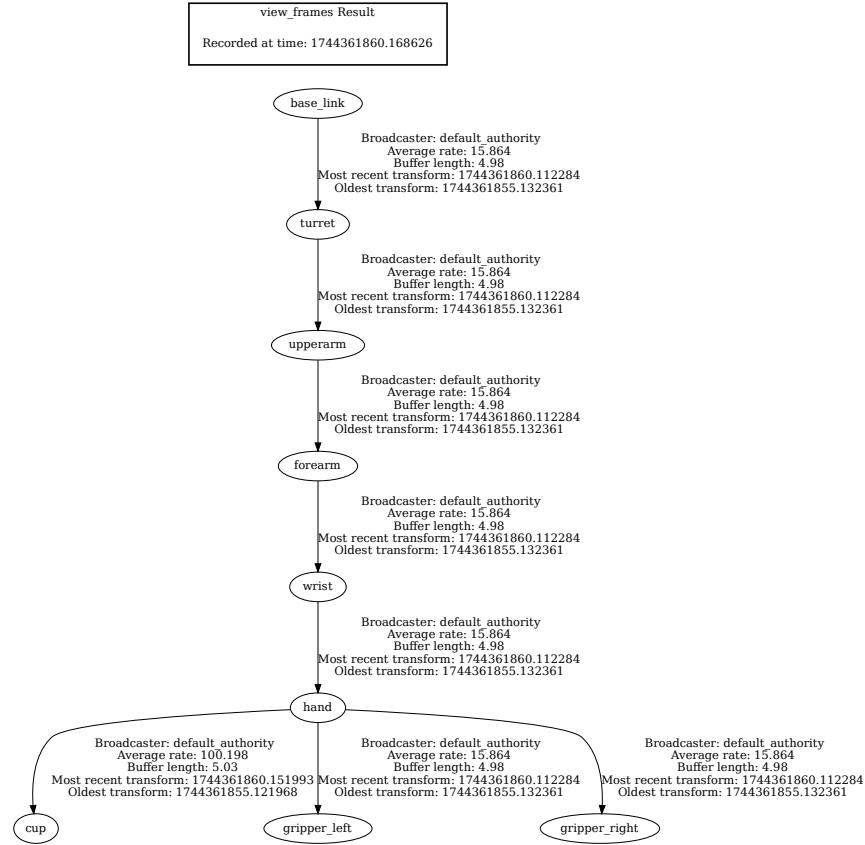 view_frames Result
Recorded at time: 1744361860.168626
base_link
Broadcaster: default_authority
Average rate: 15.864
Buffer length: 4.98
Most recent transform: 1744361860.112284
Oldest transform: 1744361855.132361
turret
Broadcaster: default_authority
Average rate: 15.864
Buffer length: 4.98
Most recent transform: 1744361860.112284
Oldest transform: 1744361855.132361
upperarm
Broadcaster: default_authority
Average rate: 15.864
Buffer length: 4.98
Most recent transform: 1744361860.112284
Oldest transform: 1744361855.132361
forearm
Broadcaster: default_authority
Average rate: 15.864
Buffer length: 4.98
Most recent transform: 1744361860.112284
Oldest transform: 1744361855.132361
wrist
Broadcaster: default_authority
Average rate: 15.864
Buffer length: 4.98
Most recent transform: 1744361860.112284
Oldest transform: 1744361855.132361
hand
Broadcaster: default_authority
Average rate: 100.198
Buffer length: 5.03
Most recent transform: 1744361860.151993
Oldest transform: 1744361855.121968
Broadcaster: default_authority
Average rate: 15.864
Buffer length: 4.98
Most recent transform: 1744361860.112284
Oldest transform: 1744361855.132361
Broadcaster: default_authority
Average rate: 15.864
Buffer length: 4.98
Most recent transform: 1744361860.112284
Oldest transform: 1744361855.132361
cup
gripper_left
gripper_right